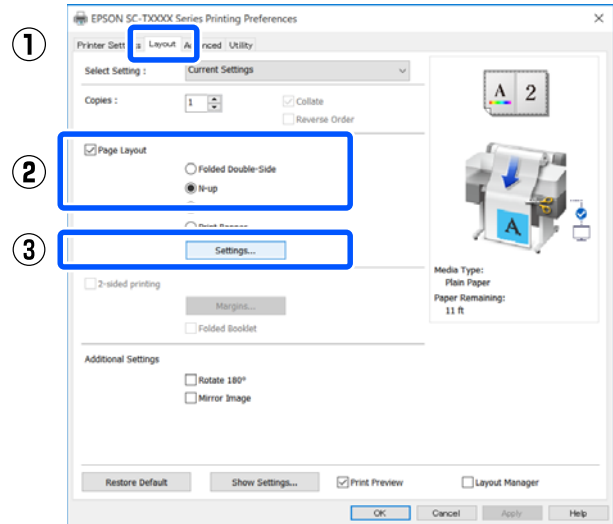 EPSON SC-TXXXX Series Printing Preferences
1
Layout
Utility
Select Setting :
Current Settings
Copies :
1
Collate
Reverse Order
A 2
2
Page Layout
Folded Double-Side
N-up
3
Settings...
A
2-sided printing
Margins...
Folded Booklet
Media Type:
Plain Paper
Paper Remaining:
11 ft
Additional Settings
Rotate 180°
Mirror Image
Restore Default
Show Settings...
Print Preview
Layout Manager
OK
Cancel
Apply
Help